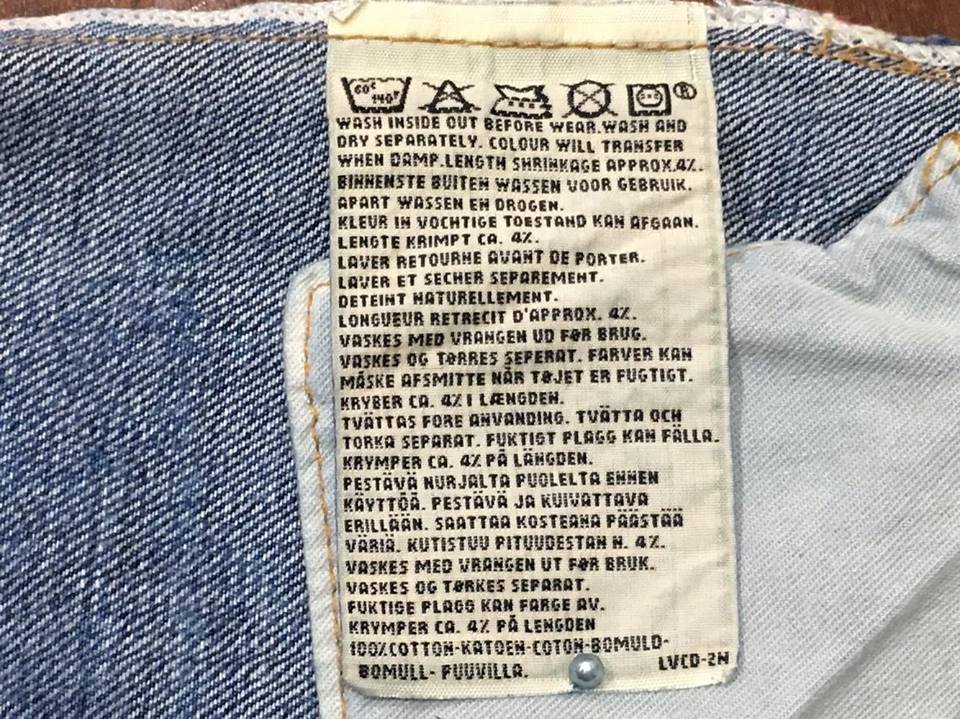 60°C 140°F ®
WASH INSIDE OUT BEFORE WEAR.WASH AND
DRY SEPARATELY. COLOUR WILL TRANSFER
WHEN DAMP.LENGTH SHRINKAGE APPROX.4%.
BINNENSTE BUITEN WASSEN VOOR GEBRUIK.
APART WASSEN EN DROGEN.
KLEUR IN VOCHTIGE TOESTAND KAN AFGAAN.
LENGTE KRIMPT CA. 4%.
LAVER RETOURNE AVANT DE PORTER.
LAVER ET SECHER SEPAREMENT.
DETEINT NATURELLEMENT.
LONGUEUR RETRECIT D'APPROX. 4%.
VASKES MED VRANGEN UD FØR BRUG.
VASKES OG TØRRES SEPERAT. FARVER KAN
MÅSKE AFSMITTE NÅR TØJET ER FUGTIGT.
KRYBER CA. 4% I LÆNGDEN.
TVÄTTAS FORE ANVANDING. TVÄTTA OCH
TORKA SEPARAT. FUKTIGT PLAGG KAN FÄLLA.
KRYMPER CA. 4% PÅ LÄNGDEN.
PESTÄVÄ NURJALTA PUOLELTA ENNEN
KÄYTTÖÄ. PESTÄVÄ JA KUIVATTAVA
ERILLÄÄN. SAATTAA KOSTEANA PÄÄSTÄÄ
VÄRIÄ. KUTISTUU PITUUDESTAN N. 4%.
VASKES MED VRANGEN UT FØR BRUK.
VASKES OG TØRKES SEPARAT.
FUKTIGE PLAGG KAN FARGE AV.
KRYMPER CA. 4% PÅ LENGDEN
100%COTTON-KATOEN-COTON-BOMULD-
BOMULL- PUUVILLA. LVCD-2N